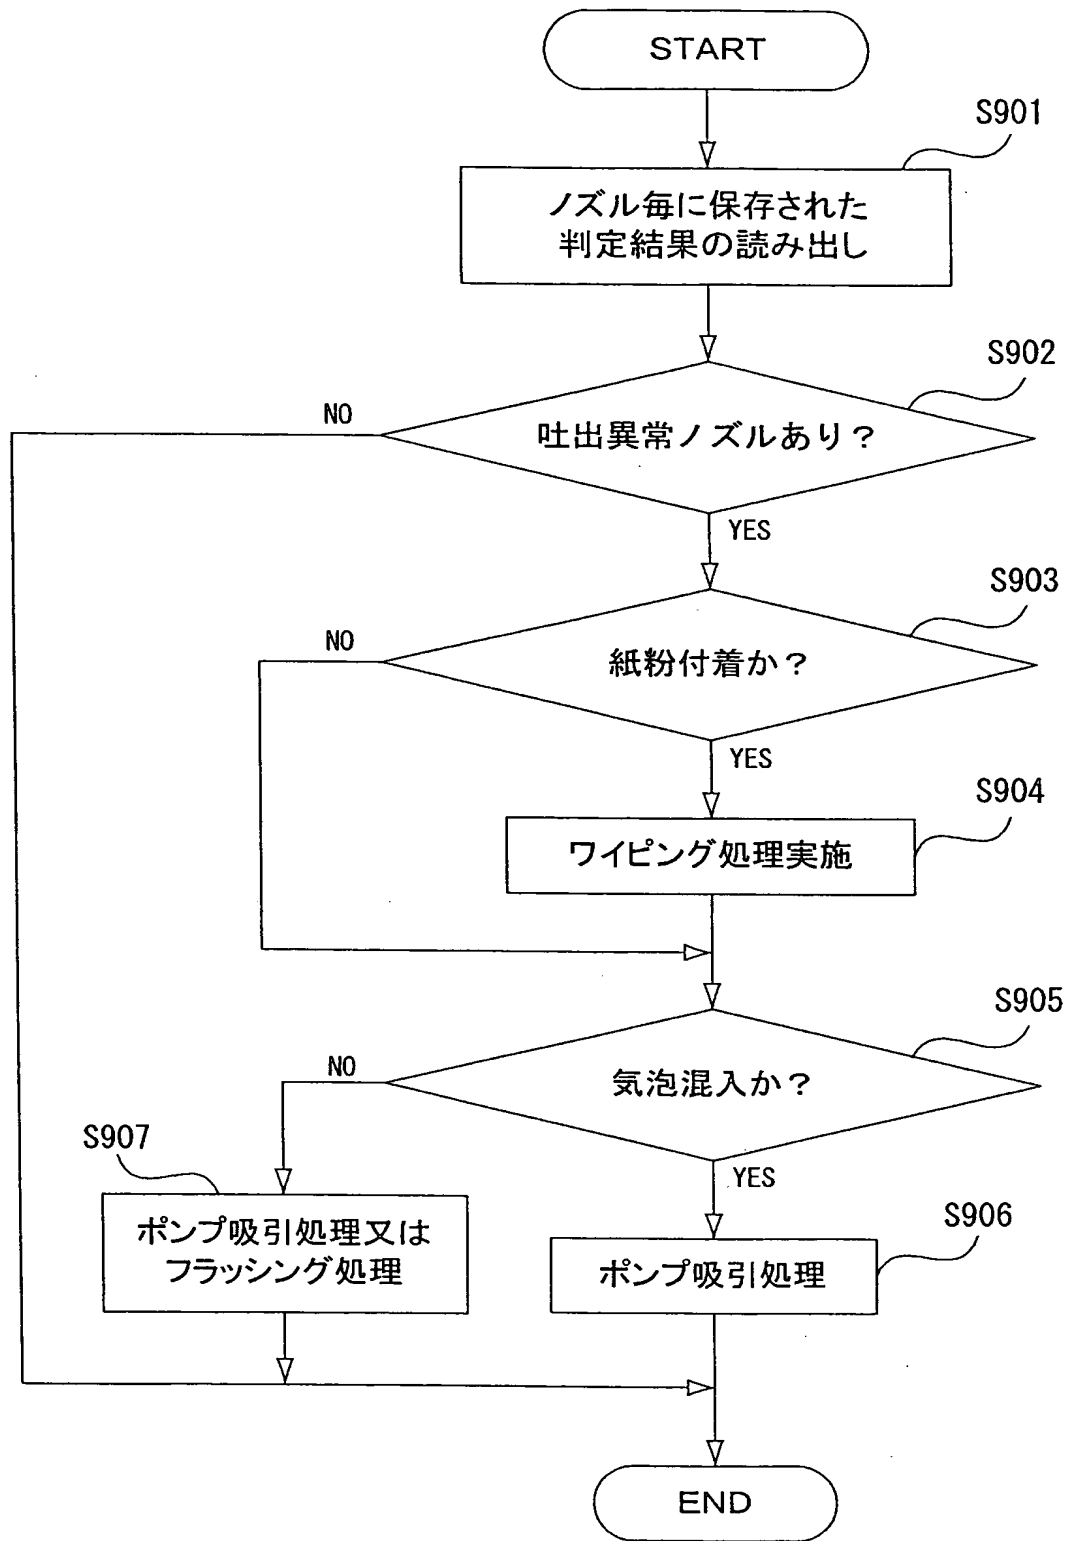 START
S901
ノズル毎に保存された
判定結果の読み出し
S902
NO
吐出異常ノズルあり？
YES
S903
NO
紙粉付着か？
YES
S904
ワイピング処理実施
S905
NO
気泡混入か？
S907
YES
ポンプ吸引処理又は
フラッシング処理
S906
ポンプ吸引処理
END